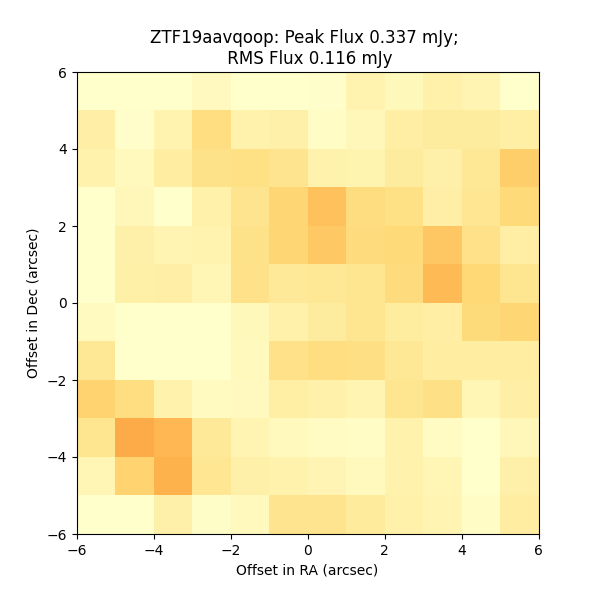 ZTF19aavqoop: Peak Flux 0.337 mJy;
RMS Flux 0.116 mJy
6
4
2
0
−2
−4
−6
Offset in Dec (arcsec)
−6 −4 −2 0 2 4 6
Offset in RA (arcsec)